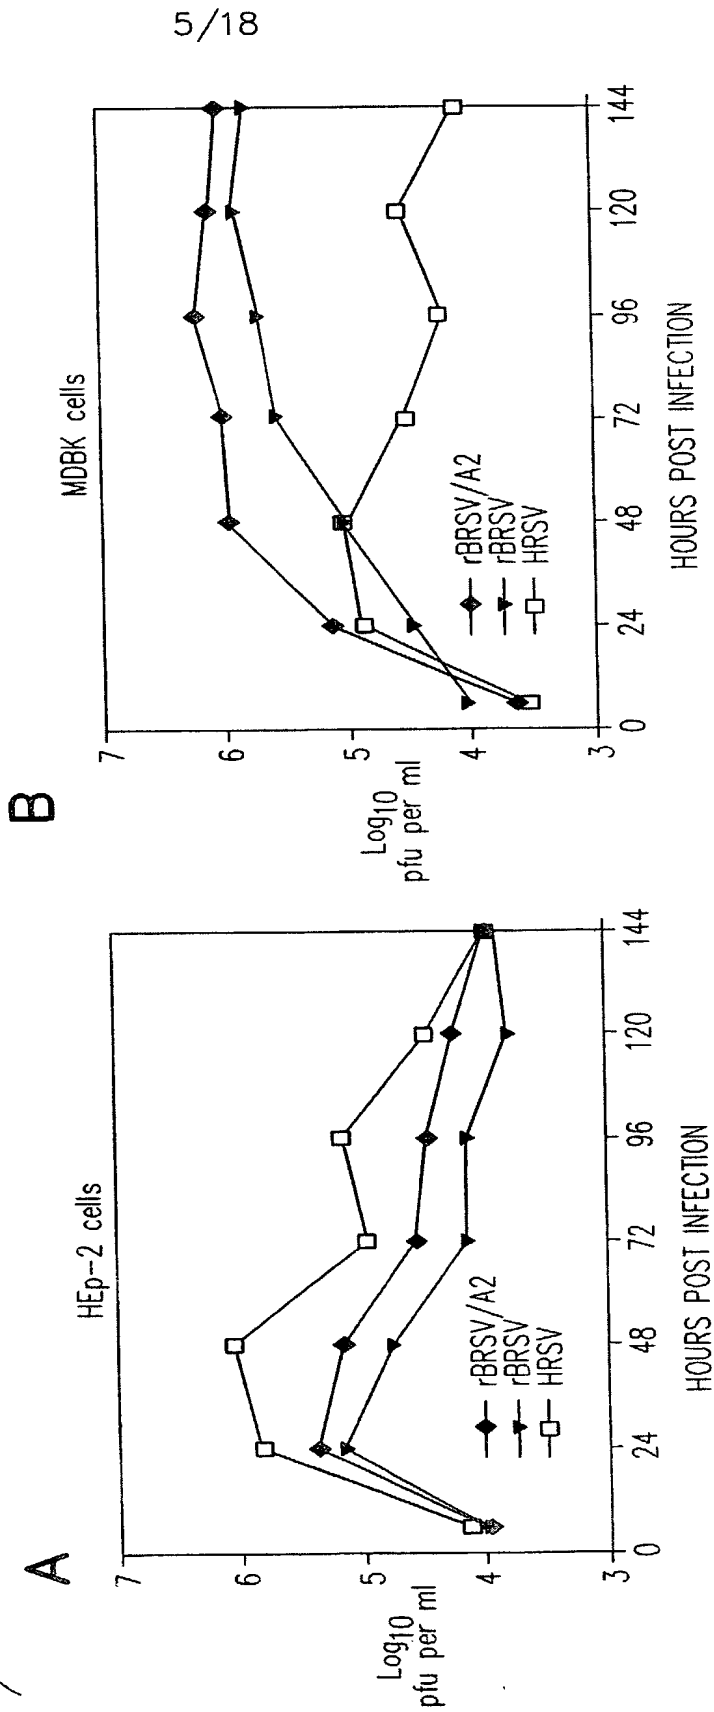 5/18
A
HEp-2 cells
7
6
5
4
3
Log10
pfu per ml
rBRSV/A2
rBRSV
HRSV
0 24 48 72 96 120 144
HOURS POST INFECTION
B
MDBK cells
7
6
5
4
3
Log10
pfu per ml
rBRSV/A2
rBRSV
HRSV
0 24 48 72 96 120 144
HOURS POST INFECTION